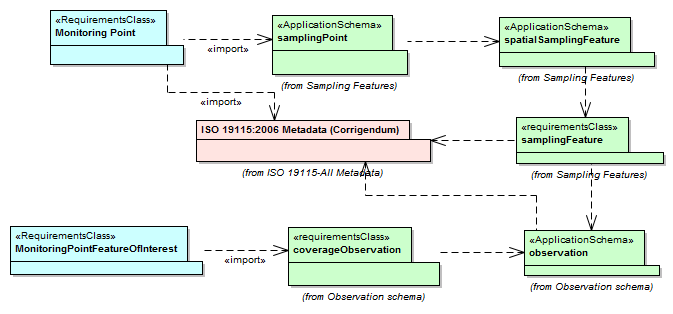 «RequirementsClass»
Monitoring Point
«import»
«ApplicationSchema»
samplingPoint
(from Sampling Features)
«ApplicationSchema»
spatialSamplingFeature
(from Sampling Features)
«import»
ISO 19115:2006 Metadata (Corrigendum)
(from ISO 19115-All Metadata)
«requirementsClass»
samplingFeature
(from Sampling Features)
«RequirementsClass»
MonitoringPointFeatureOfInterest
«import»
«requirementsClass»
coverageObservation
(from Observation schema)
«ApplicationSchema»
observation
(from Observation schema)